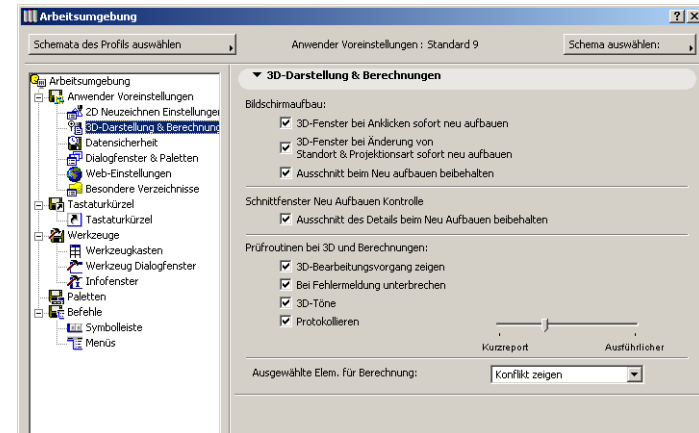 Arbeitsumgebung
Schemata des Profils auswählen
Anwender Voreinstellungen : Standard 9
Schema auswählen:
Arbeitsumgebung
Anwender Voreinstellungen
2D Neuzeichnen Einstellunger
3D-Darstellung & Berechnung
Datensicherheit
Dialogfenster & Paletten
Web-Einstellungen
Besondere Verzeichnisse
Tastaturkürzel
Tastaturkürzel
Werkzeuge
Werkzeugkasten
Werkzeug Dialogfenster
Infofenster
Paletten
Befehle
Symbolleiste
Menüs
3D-Darstellung & Berechnungen
Bildschirmaufbau:
3D-Fenster bei Anklicken sofort neu aufbauen
3D-Fenster bei Änderung von
Standort & Projektionsart sofort neu aufbauen
Ausschnitt beim Neu aufbauen beibehalten
Schnittfenster Neu Aufbauen Kontrolle
Ausschnitt des Details beim Neu Aufbauen beibehalten
Prüfroutinen bei 3D und Berechnungen:
3D-Bearbeitungsvorgang zeigen
Bei Fehlermeldung unterbrechen
3D-Töne
Protokollieren
Kurzreport
Ausführlicher
Ausgewählte Elem. für Berechnung:
Konflikt zeigen